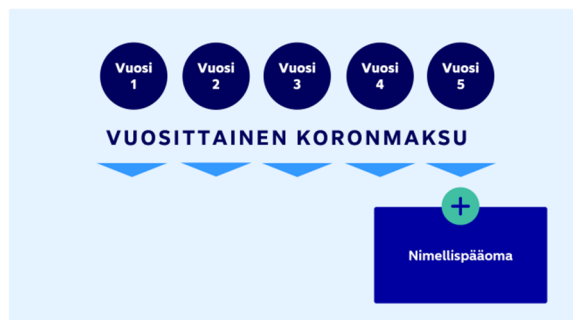 Vuosi
1
Vuosi
2
Vuosi
3
Vuosi
4
Vuosi
5
VUOSITTAINEN KORONMAKSU
+
Nimellispääoma